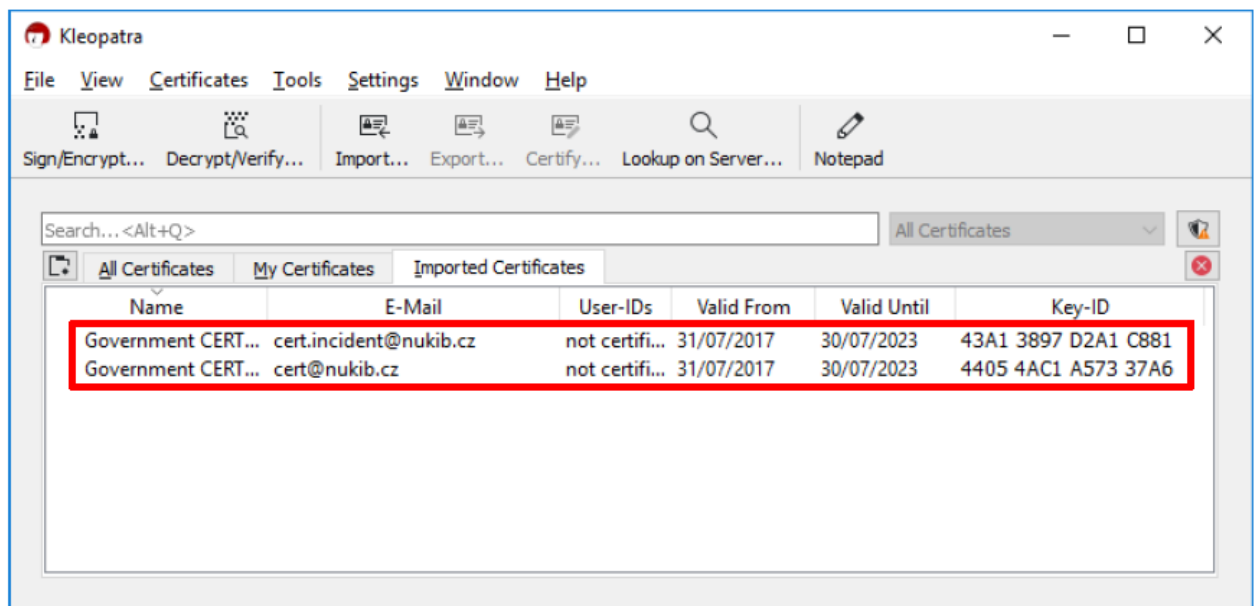 Kleopatra
File View Certificates Tools Settings Window Help
Sign/Encrypt... Decrypt/Verify... Import... Export... Certify... Lookup on Server... Notepad
Search...<Alt+Q> All Certificates
All Certificates My Certificates Imported Certificates
Name E-Mail User-IDs Valid From Valid Until Key-ID
Government CERT... cert.incident@nukib.cz not certifi... 31/07/2017 30/07/2023 43A1 3897 D2A1 C881
Government CERT... cert@nukib.cz not certifi... 31/07/2017 30/07/2023 4405 4AC1 A573 37A6